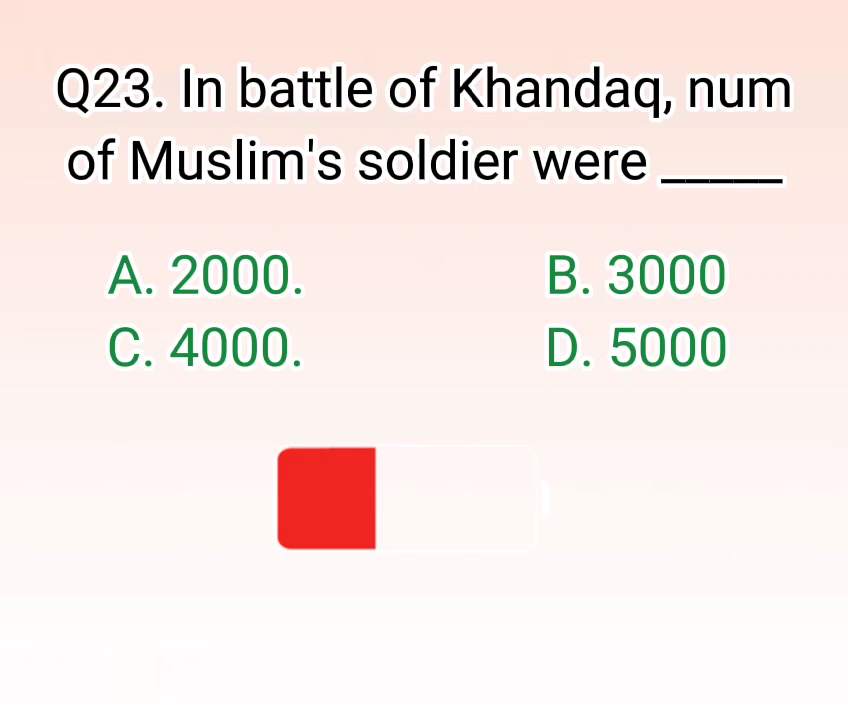 Q23. In battle of Khandaq, num
of Muslim's soldier were _____
A. 2000. B. 3000
C. 4000. D. 5000